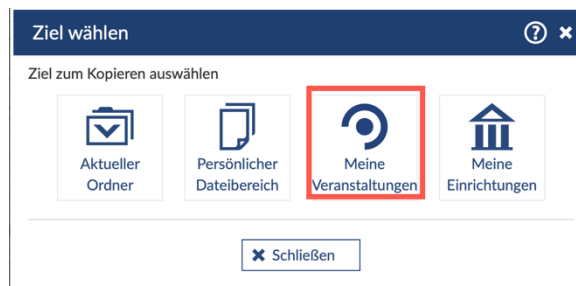 Ziel wählen
Ziel zum Kopieren auswählen
Aktueller
Ordner
Persönlicher
Dateibereich
Meine
Veranstaltungen
Meine
Einrichtungen
Schließen